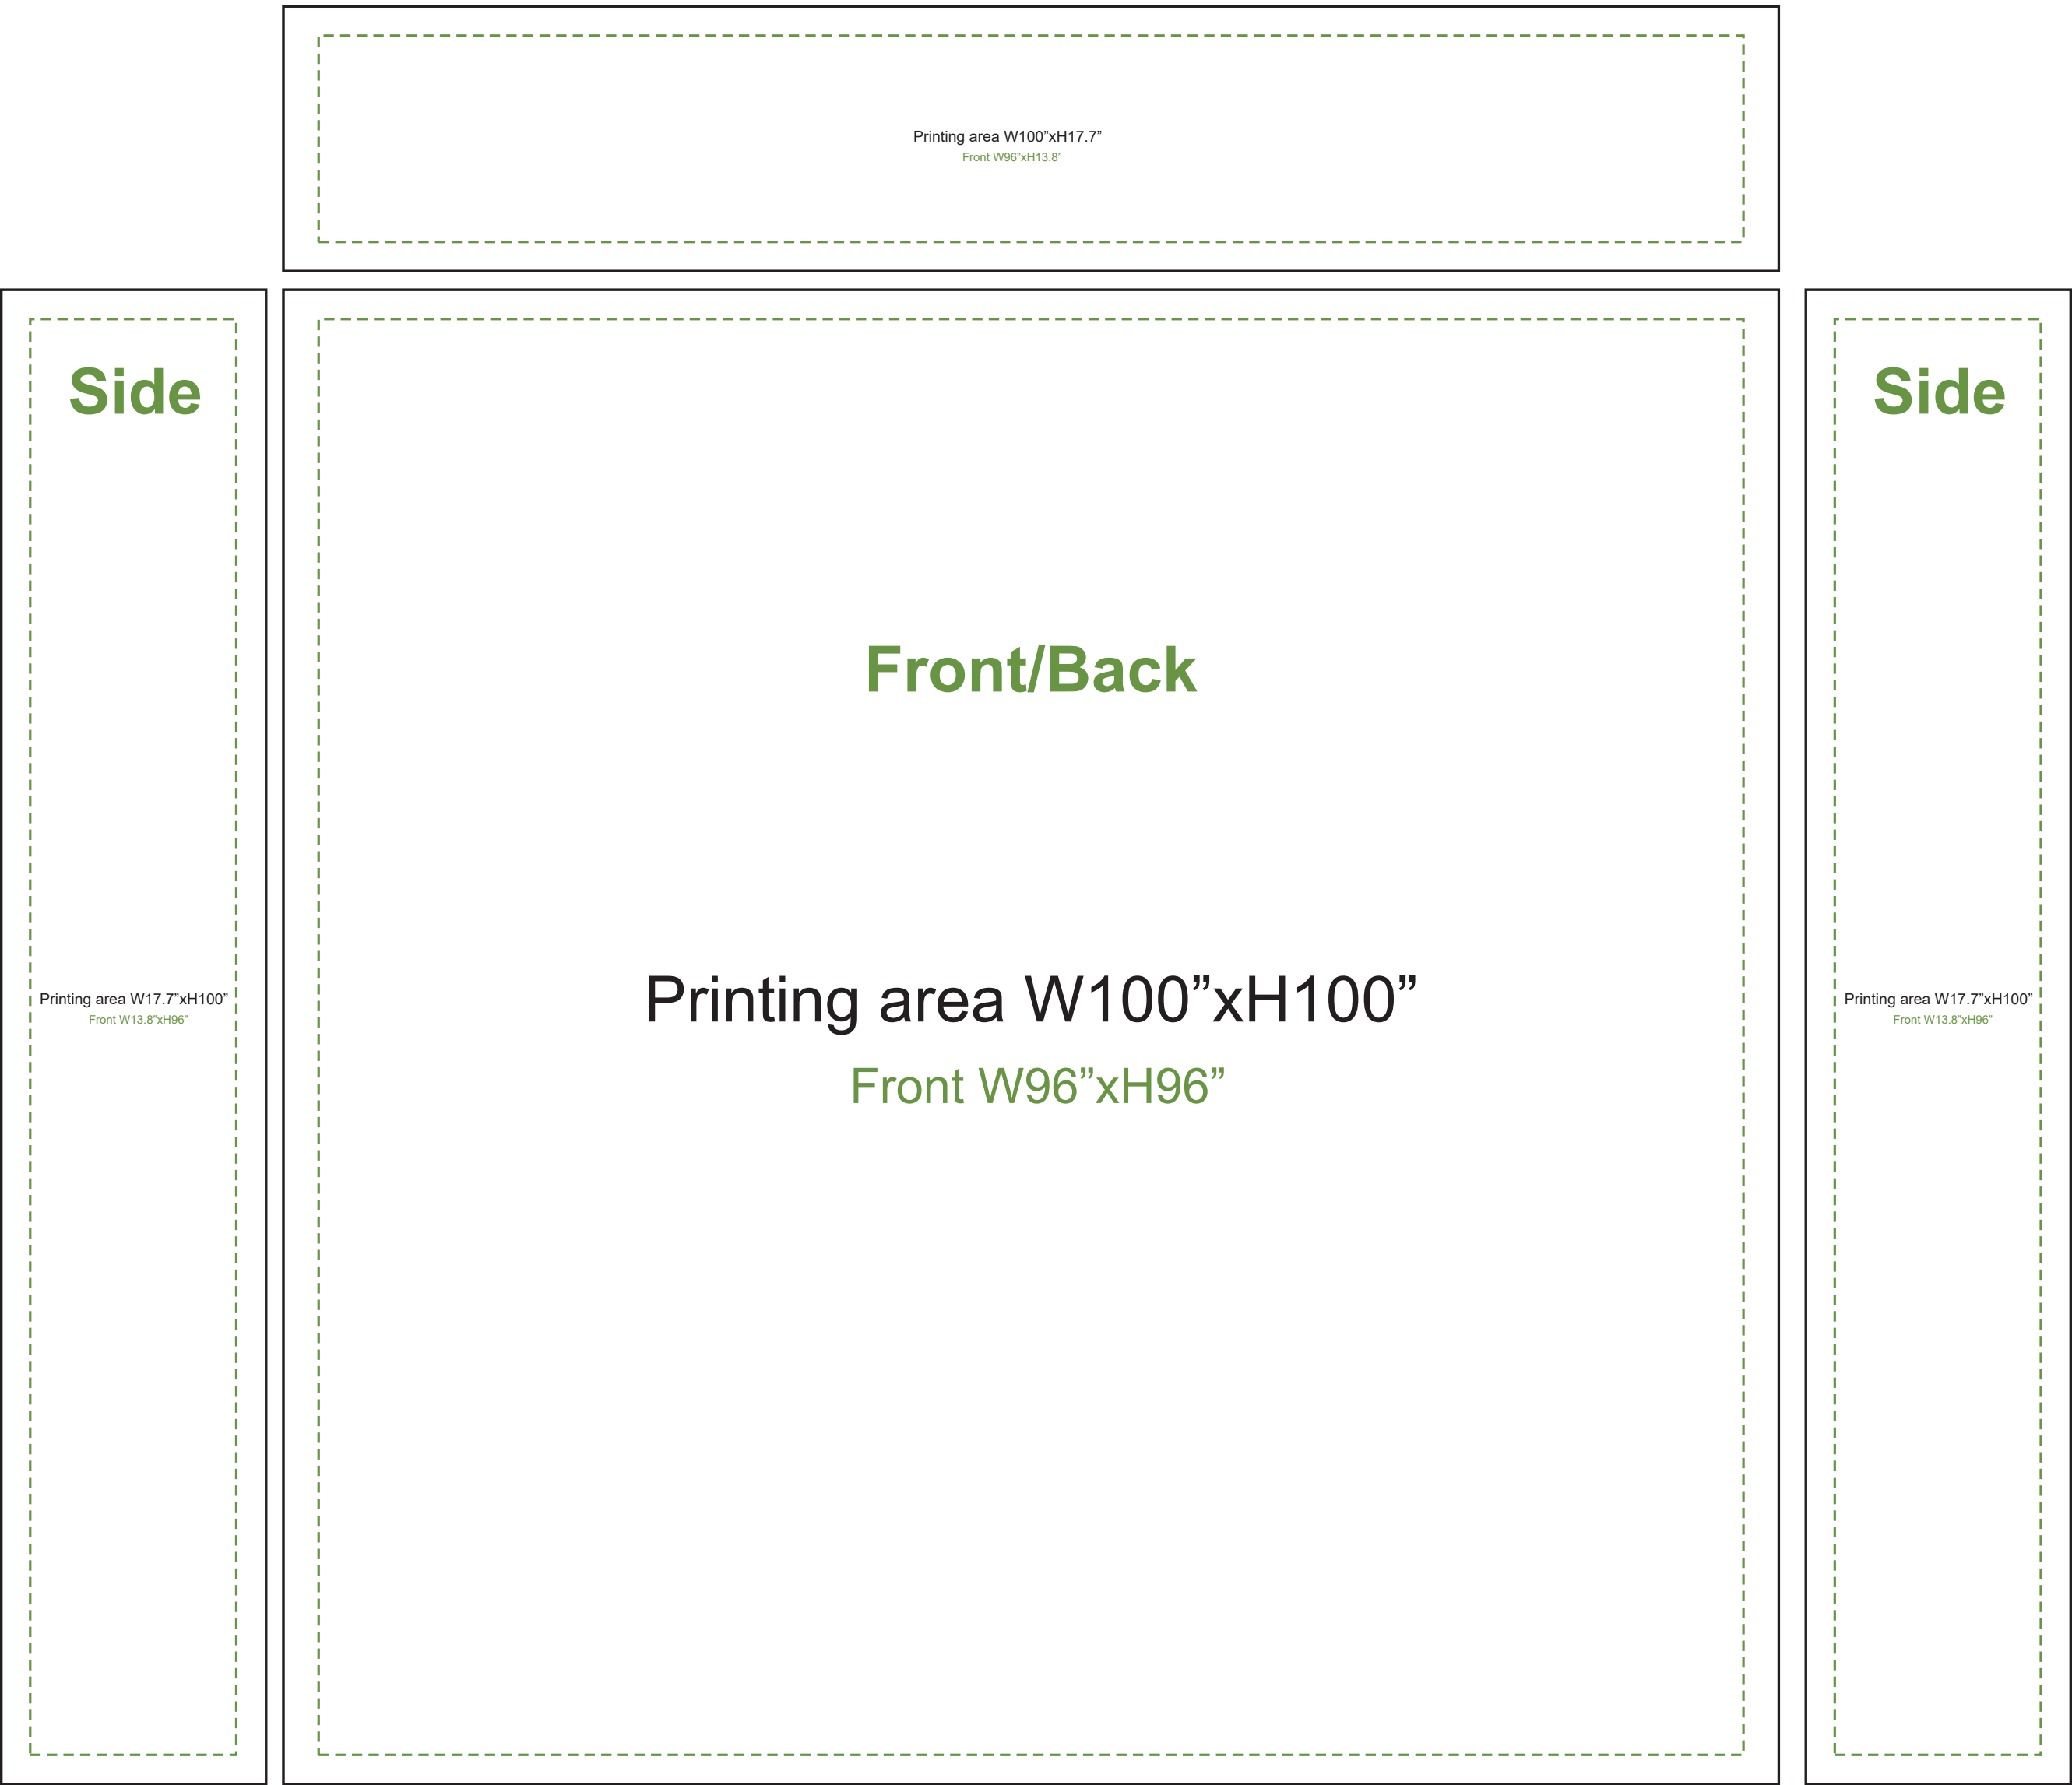 Printing area W100”xH17.7”
Front W96”xH13.8”
Side
Side
Front/Back
Printing area W17.7”xH100”
Front W13.8”xH96”
Printing area W100”xH100”
Front W96”xH96”
Printing area W17.7”xH100”
Front W13.8”xH96”